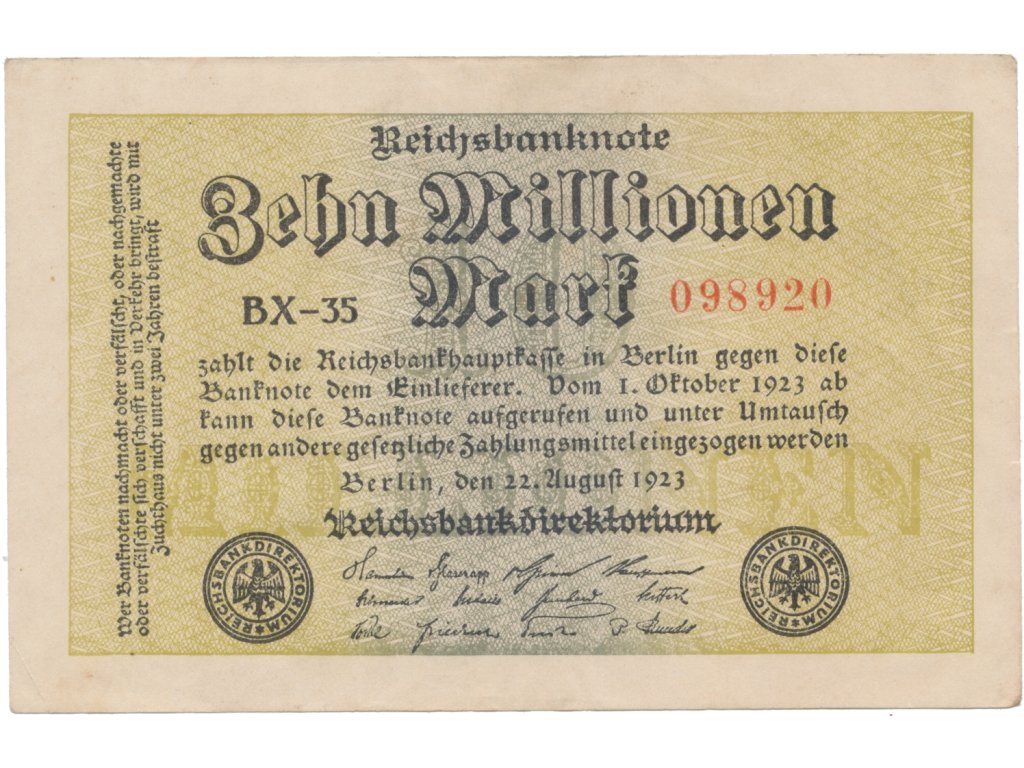 Reichsbanknote
Zehn Millionen
Mark
BX-35
098920
zahlt die Reichsbankhauptkasse in Berlin gegen diese
Banknote dem Einlieferer. Vom 1. Oktober 1923 ab
kann diese Banknote aufgerufen und unter Umtausch
gegen andere gesetzliche Zahlungsmittel eingezogen werden
Berlin, den 22. August 1923
Reichsbankdirektorium
REICHSBANKDIREKTORIUM
REICHSBANKDIREKTORIUM
Wer Banknoten nachmacht oder verfälscht, oder nachgemachte
oder verfälschte sich verschafft und in Verkehr bringt, wird mit
Zuchthaus nicht unter zwei Jahren bestraft